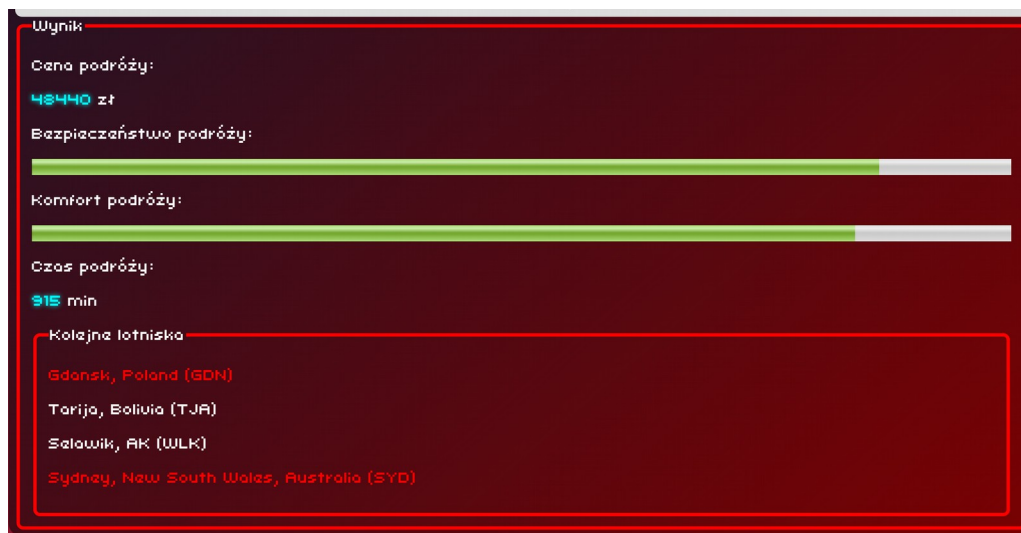 Wynik
Cena podróży:
48440 zł
Bezpieczeństwo podróży:
Komfort podróży:
Czas podróży:
915 min
Kolejne lotniska
Gdansk, Poland (GDN)
Tarija, Bolivia (TJA)
Selawik, AK (WLK)
Sydney, New South Wales, Australia (SYD)